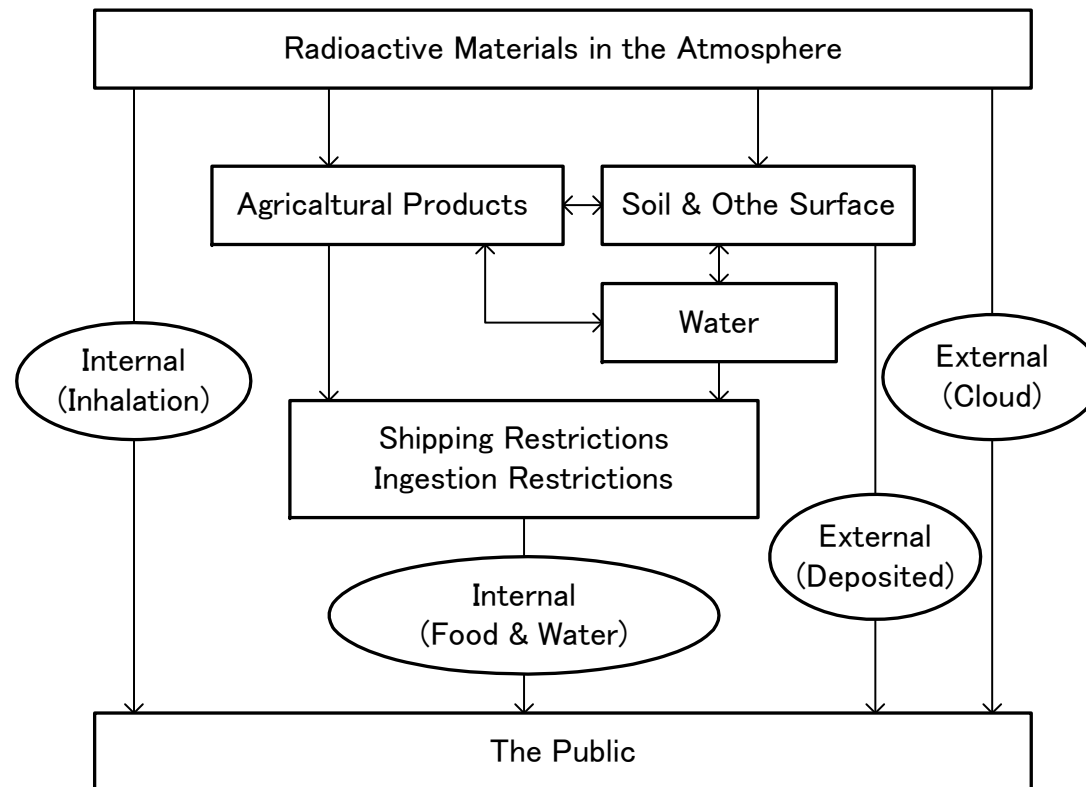 Radioactive Materials in the Atmosphere
Agricaltural Products
Soil & Othe Surface
Water
Internal
(Inhalation)
External
(Cloud)
Shipping Restrictions
Ingestion Restrictions
External
(Deposited)
Internal
(Food & Water)
The Public